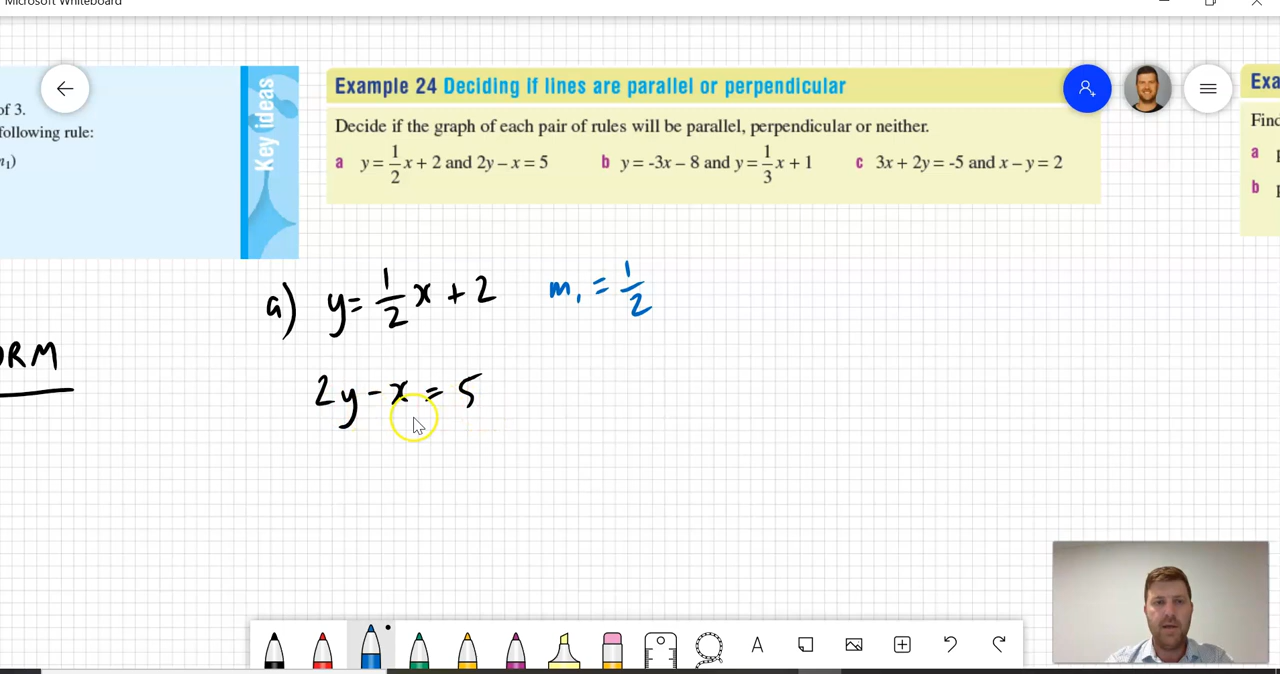 Microsoft Whiteboard
of 3.
following rule:
Key ideas
Example 24 Deciding if lines are parallel or perpendicular
Decide if the graph of each pair of rules will be parallel, perpendicular or neither.
a y = 1/2 x + 2 and 2y – x = 5 b y = -3x – 8 and y = 1/3 x + 1 c 3x + 2y = -5 and x – y = 2
Exa
Find
a
b
a) y = 1/2 x + 2 m₁ = 1/2
ORM
2y - x = 5
A